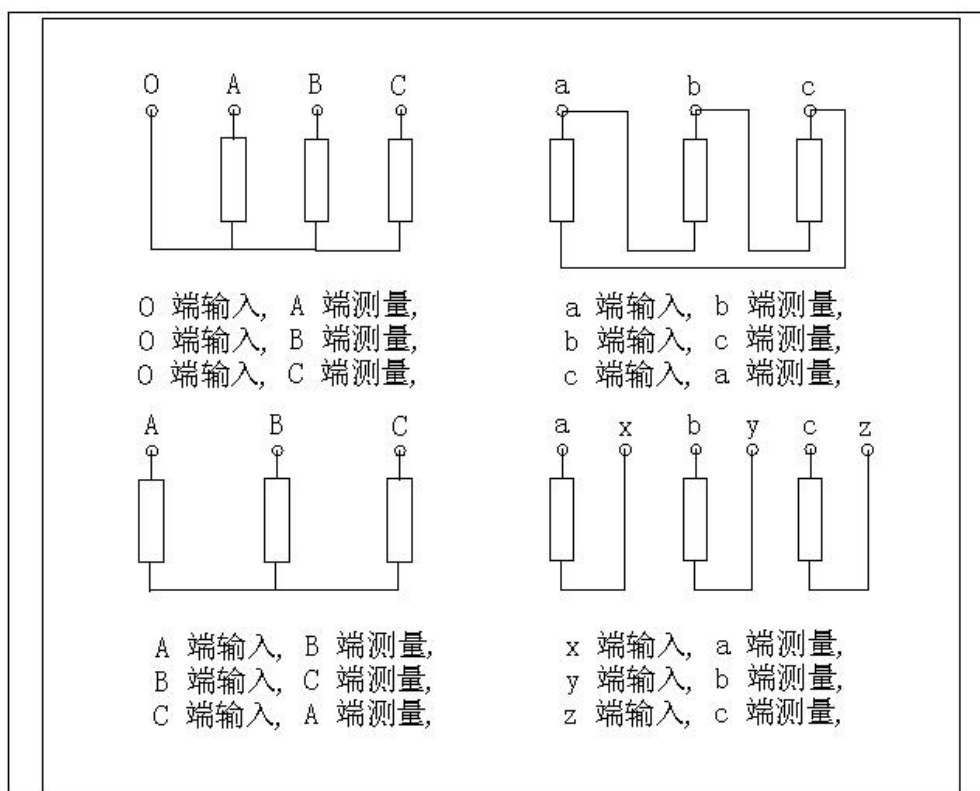 O A B C
O 端输入, A 端测量,
O 端输入, B 端测量,
O 端输入, C 端测量,
a b c
a 端输入, b 端测量,
b 端输入, c 端测量,
c 端输入, a 端测量,
A B C
A 端输入, B 端测量,
B 端输入, C 端测量,
C 端输入, A 端测量,
a x b y c z
x 端输入, a 端测量,
y 端输入, b 端测量,
z 端输入, c 端测量,